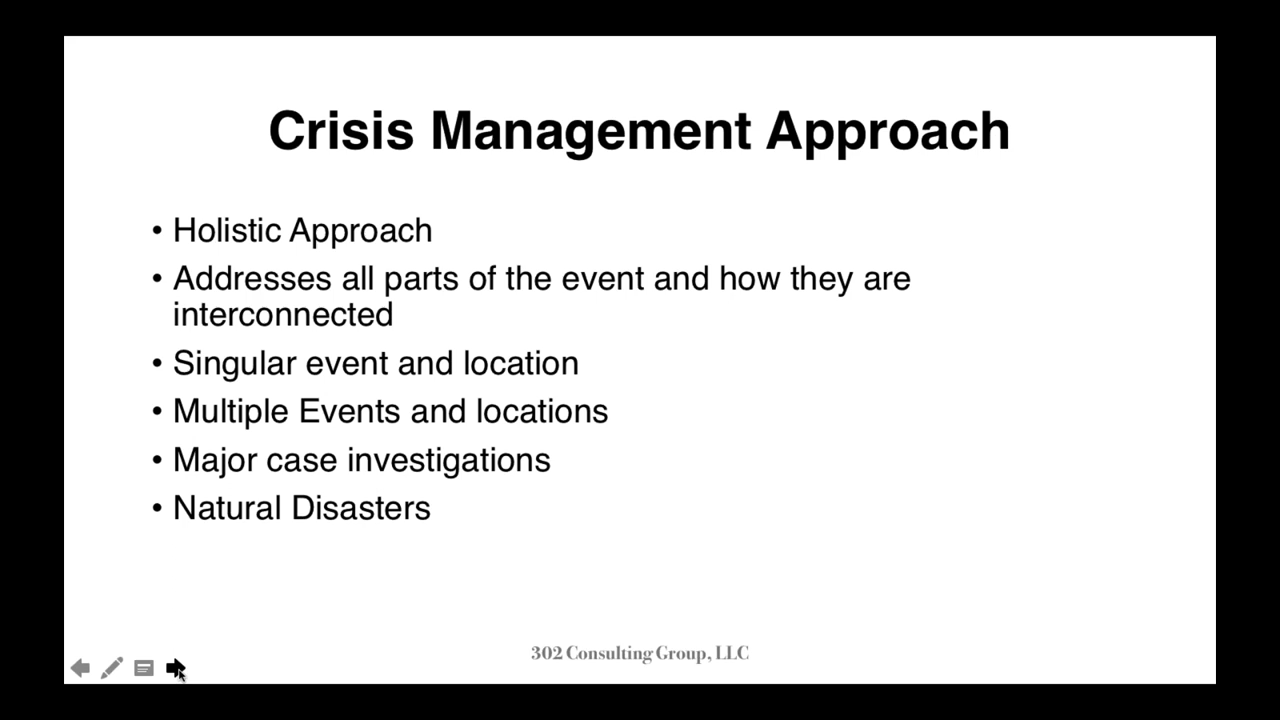 Crisis Management Approach
• Holistic Approach
• Addresses all parts of the event and how they are
interconnected
• Singular event and location
• Multiple Events and locations
• Major case investigations
• Natural Disasters
302 Consulting Group, LLC